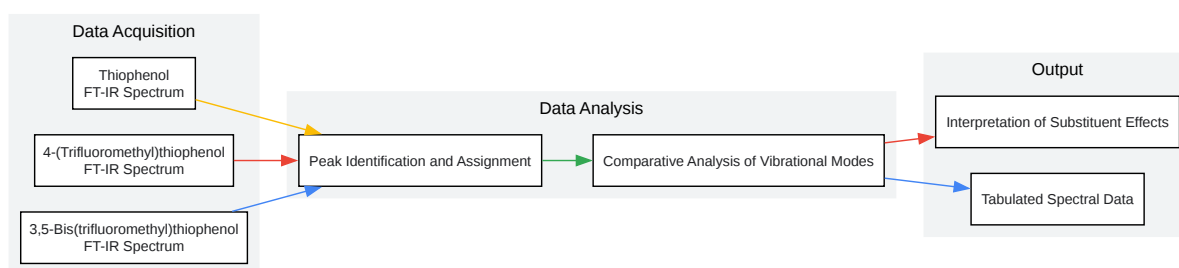 Data Acquisition
Thiophenol
FT-IR Spectrum
4-(Trifluoromethyl)thiophenol
FT-IR Spectrum
3,5-Bis(trifluoromethyl)thiophenol
FT-IR Spectrum
Data Analysis
Peak Identification and Assignment
Comparative Analysis of Vibrational Modes
Output
Interpretation of Substituent Effects
Tabulated Spectral Data